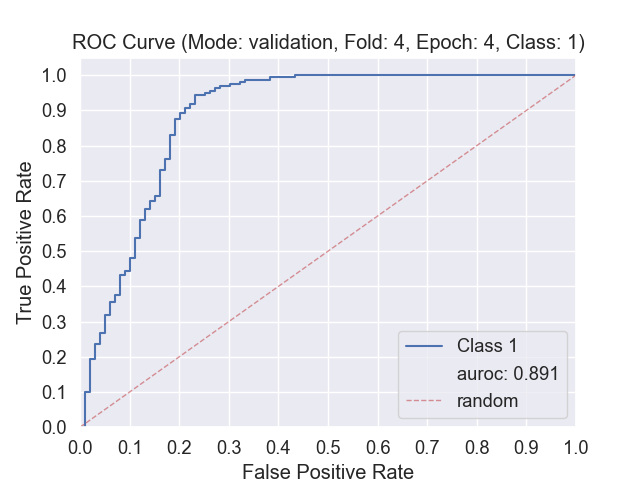 ROC Curve (Mode: validation, Fold: 4, Epoch: 4, Class: 1)
True Positive Rate
1.0
0.9
0.8
0.7
0.6
0.5
0.4
0.3
0.2
0.1
0.0
Class 1
auroc: 0.891
random
0.0 0.1 0.2 0.3 0.4 0.5 0.6 0.7 0.8 0.9 1.0
False Positive Rate